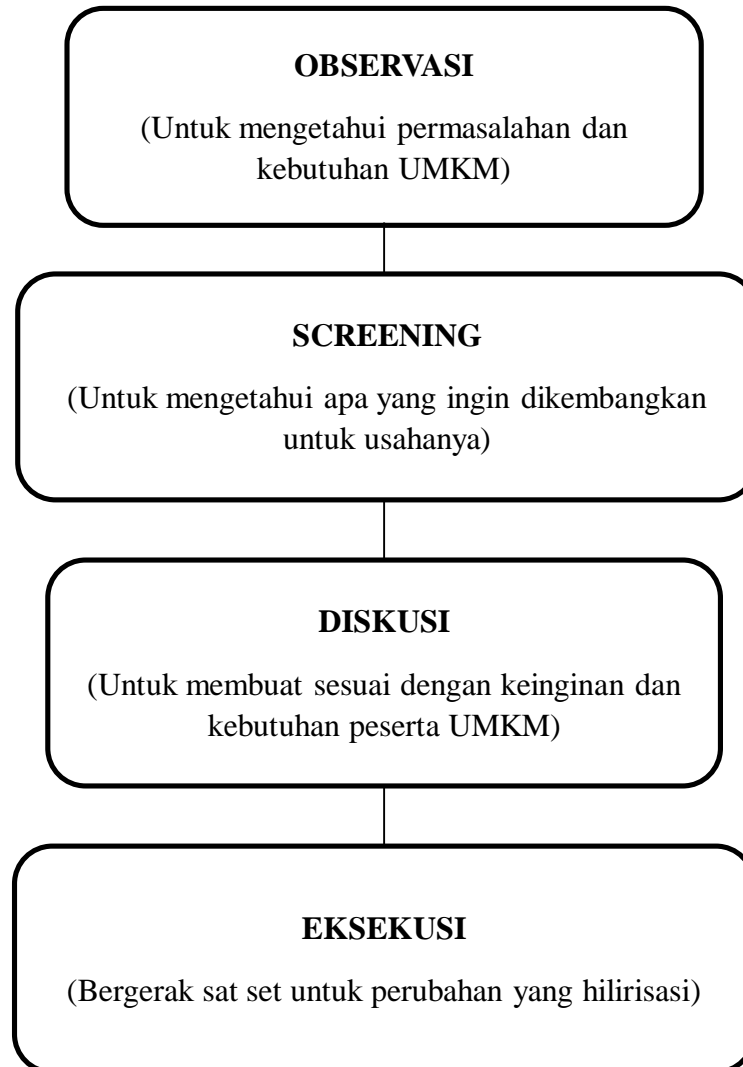 OBSERVASI
(Untuk mengetahui permasalahan dan
kebutuhan UMKM)
SCREENING
(Untuk mengetahui apa yang ingin dikembangkan
untuk usahanya)
DISKUSI
(Untuk membuat sesuai dengan keinginan dan
kebutuhan peserta UMKM)
EKSEKUSI
(Bergerak sat set untuk perubahan yang hilirisasi)